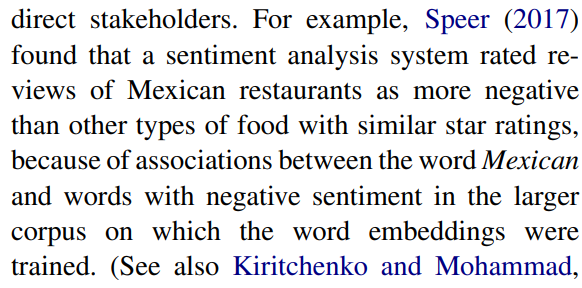 direct stakeholders. For example, Speer (2017)
found that a sentiment analysis system rated re-
views of Mexican restaurants as more negative
than other types of food with similar star ratings,
because of associations between the word Mexican
and words with negative sentiment in the larger
corpus on which the word embeddings were
trained. (See also Kiritchenko and Mohammad,